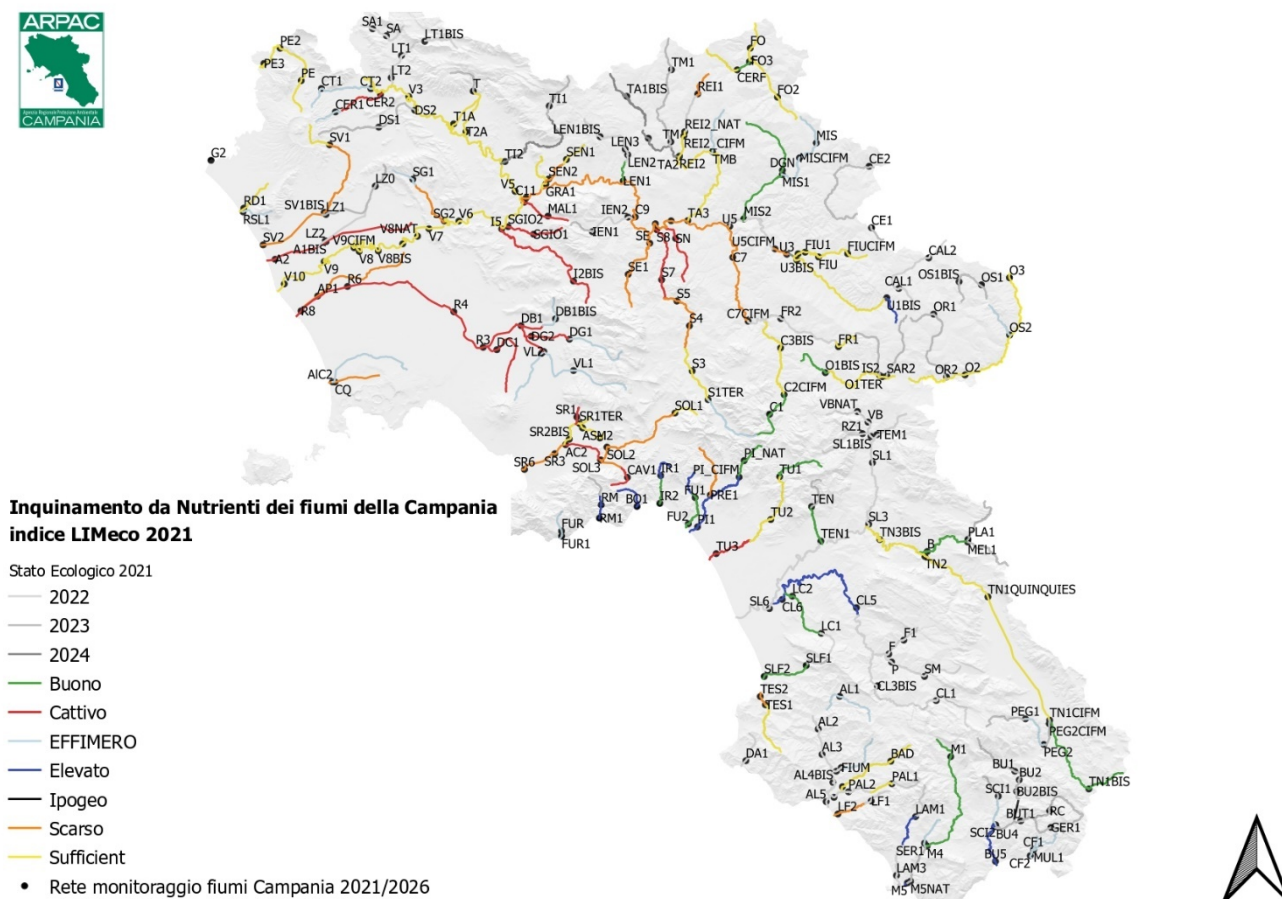 ARPAC
Agenzia Regionale Protezione Ambientale
CAMPANIA
SA1
SA
LT1BIS
PE2
LT1
PE3
PE
LT2
CT1
CT2
V3
T
CER1
CER2
DS2
T1A
T2A
DS1
SV1
TI1
TI2
G2
FO
FO3
CERF
FO2
TM1
REI1
TA1BIS
LEN1BIS
LEN3
LEN2
LEN1
TM
REI2_NAT
REI2
CIFM
TA2
REI2
TMB
MIS
DGN
MISCIFM
MIS1
CE2
SEN1
SEN2
GRA1
V5
C11
MAL1
RD1
RSL1
SV1BIS
LZ1
LZ0
SG1
LZ2
SG2
V6
V8NAT
V7
I5
SGIO2
SGIO1
IEN2
IEN1
C9
SE
S8
SN
TA3
U5
MIS2
CE1
SV2
A1BIS
A2
V9CIFM
V8
V8BIS
V9
V10
U5CIFM
C7
U3
FIU1
U3BIS
FIU
FIUCIFM
CAL2
CAL1
OS1BIS
OS1
O3
U1BIS
OR1
OS2
I2BIS
SE1
S7
S5
S4
AP1
R6
R8
R4
DB1BIS
DB1
DG2
DG1
R3
DC1
VL2
VL1
C7CIFM
FR2
FR1
C3BIS
S3
S1TER
O1BIS
O1TER
IS2
SAR2
OR2
O2
AIC2
CQ
C2CIFM
C1
SOL1
SR1
SR1TER
SR2BIS
ASM2
SR6
SR3
AC2
SOL2
SOL3
CAV1
VBNAT
VB
RZ1
TEM1
SL1BIS
SL1
IR1
PI_CIFM
PI_NAT
IR2
FU1
PRE1
FU2
PI1
TU1
TU2
TU3
TEN
TEN1
RM
RM1
BO1
FUR
FUR1
Inquinamento da Nutrienti dei fiumi della Campania
indice LIMeco 2021
SL3
TN3BIS
B
TN2
PLA1
MEL1
TN1QUINQUIES
SL6
CL6
LC2
CL5
LC1
F1
F
P
SM
SLF1
SLF2
CL3BIS
CL1
TES2
TES1
AL1
AL2
AL3
DA1
PEG1
TN1CIFM
PEG2CIFM
PEG2
TN1BIS
FIUM
AL4BIS
PAL2
AL5
BAD
PAL1
LF2
LF1
LAM1
M1
SER1
M4
LAM3
M5
M5NAT
BU1
BU2
BU2BIS
SCI1
SCI2
BU4
BUT1
RC
GER1
CF1
MUL1
CF2
BU5
Stato Ecologico 2021
2022
2023
2024
Buono
Cattivo
EFFIMERO
Elevato
Ipogeo
Scarso
Sufficient
Rete monitoraggio fiumi Campania 2021/2026